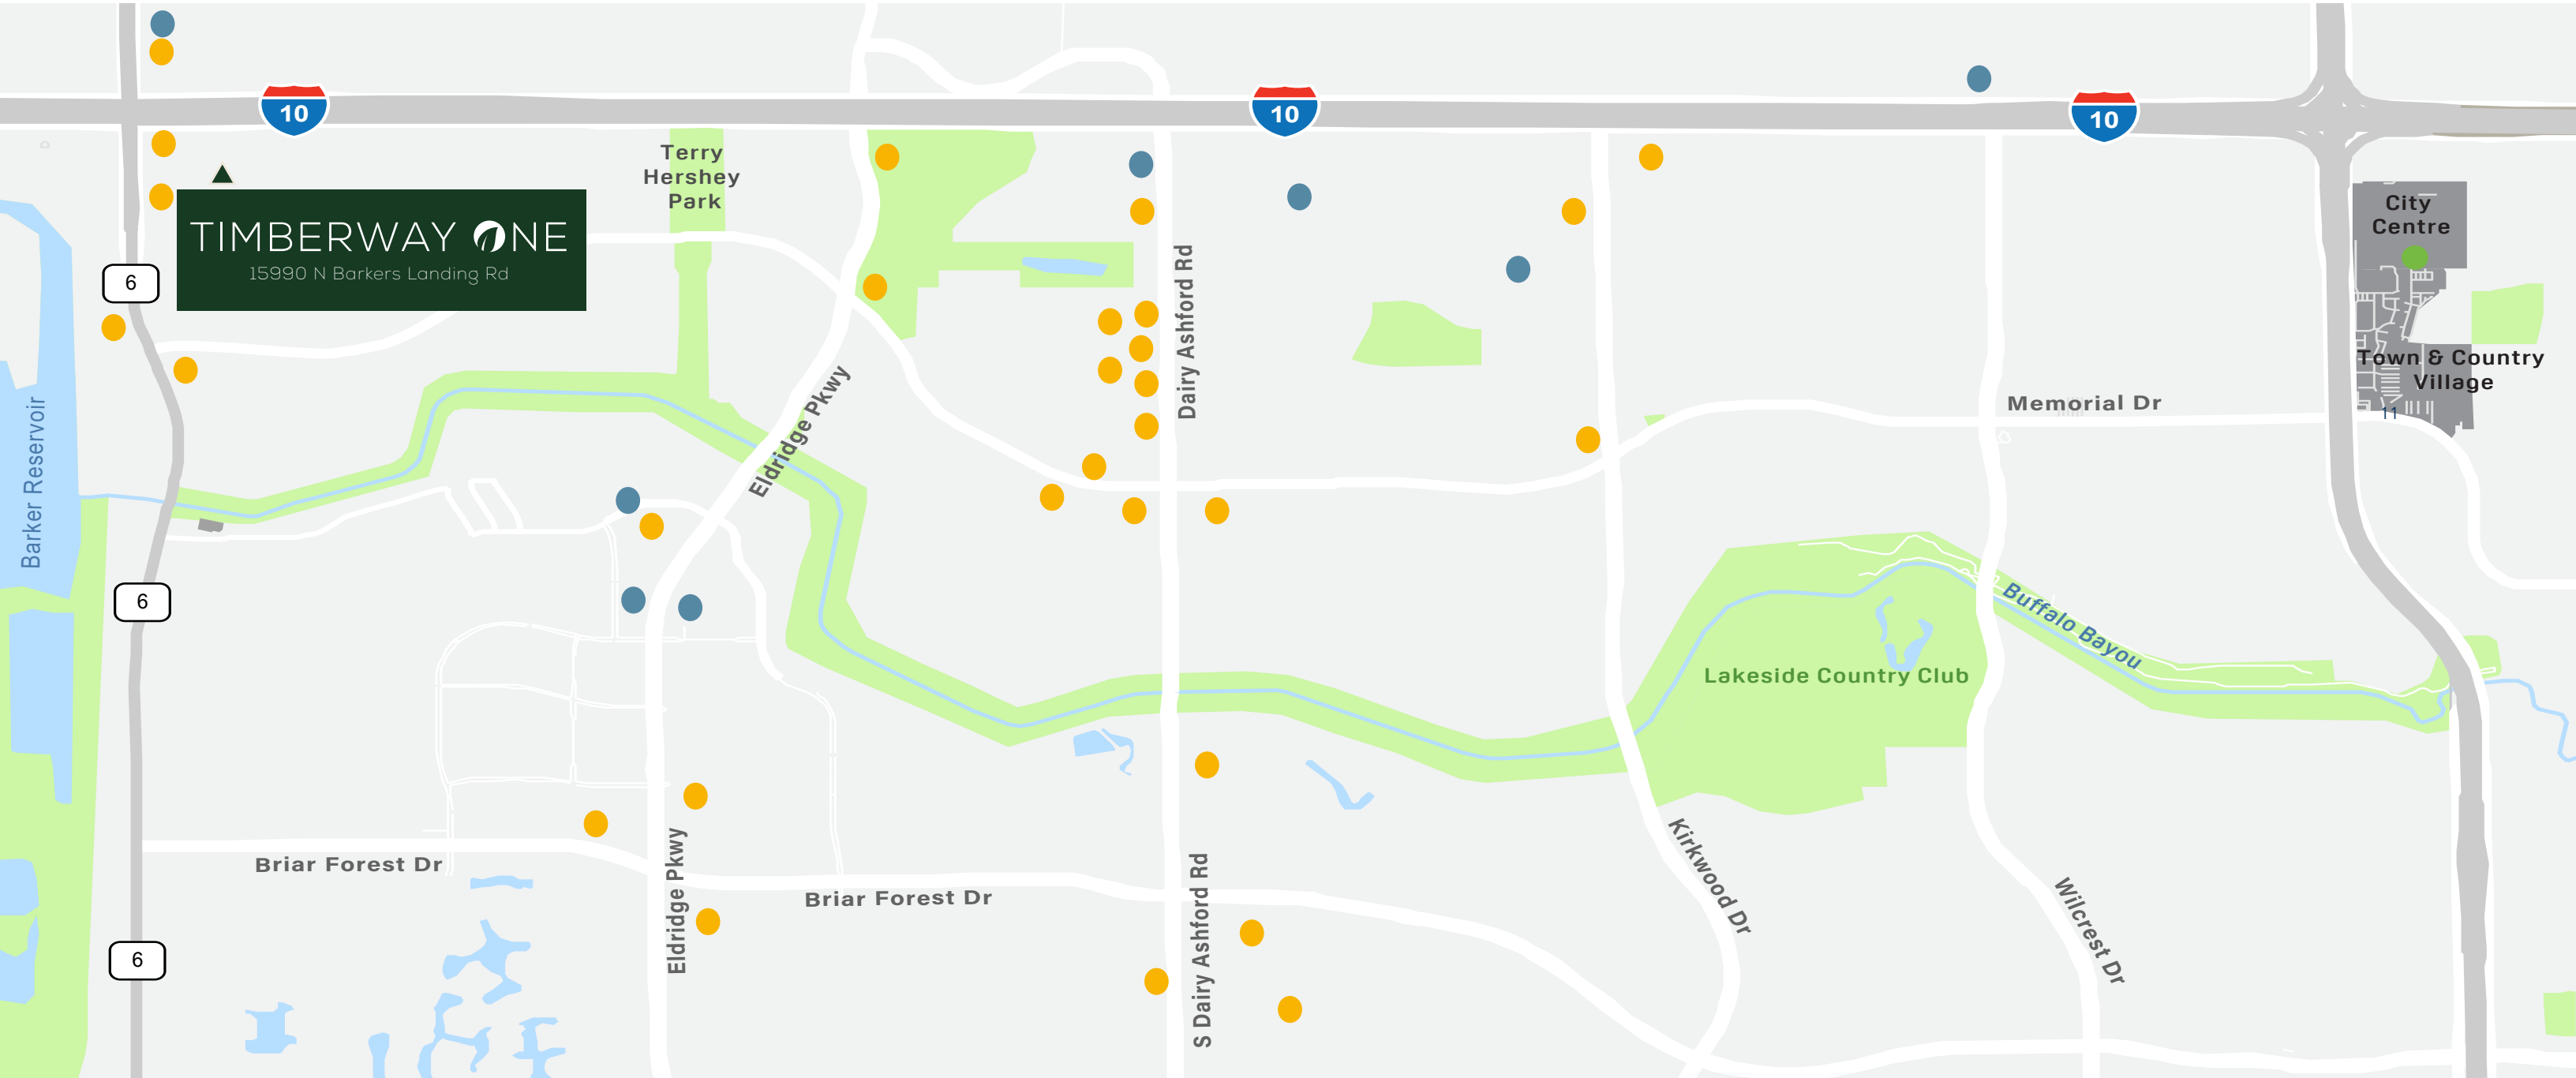 10
10
10
Terry
Hershey
Park
City
Centre
TIMBERWAY ONE
15990 N Barkers Landing Rd
6
Dairy Ashford Rd
Town & Country
Village
11
Memorial Dr
Eldridge Pkwy
Barker Reservoir
6
Buffalo Bayou
Lakeside Country Club
Briar Forest Dr
Eldridge Pkwy
Briar Forest Dr
S Dairy Ashford Rd
Kirkwood Dr
Wilcrest Dr
6